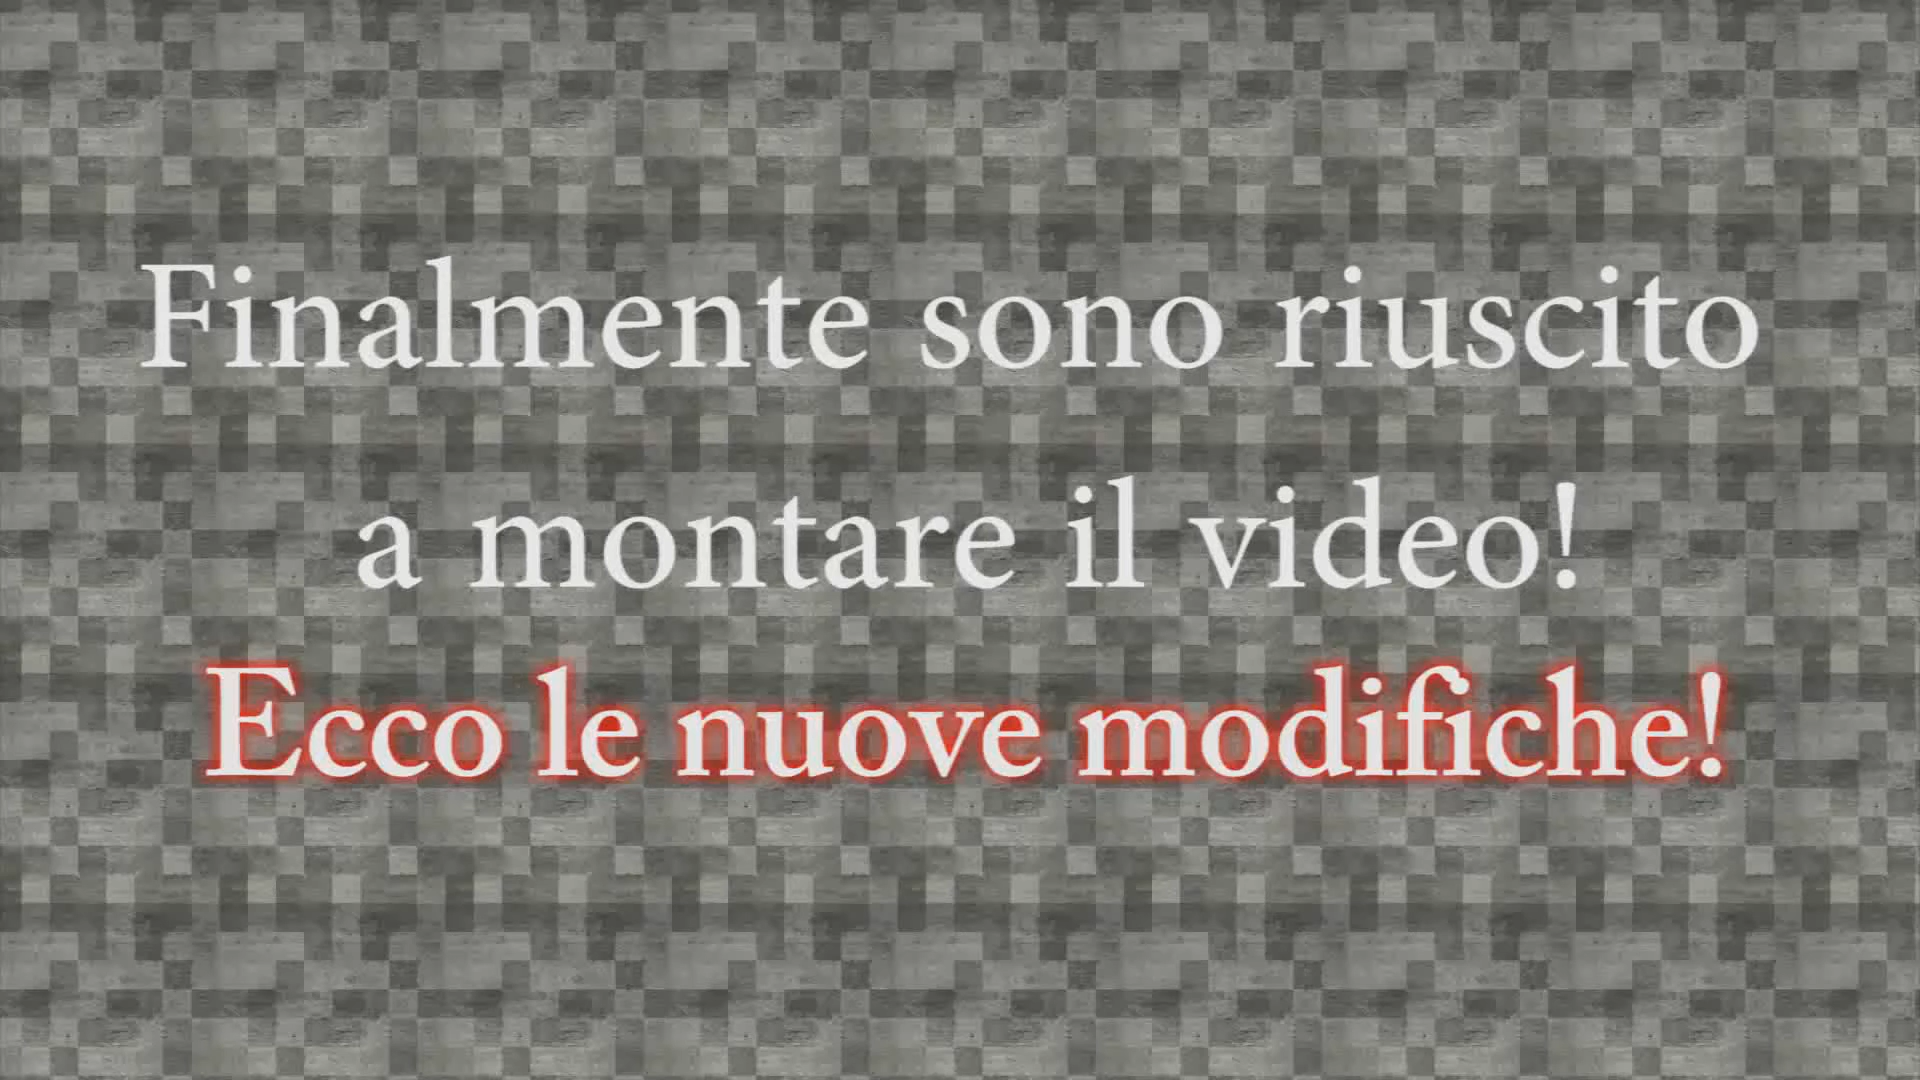 Finalmente sono riuscito
a montare il video!
Ecco le nuove modifiche!